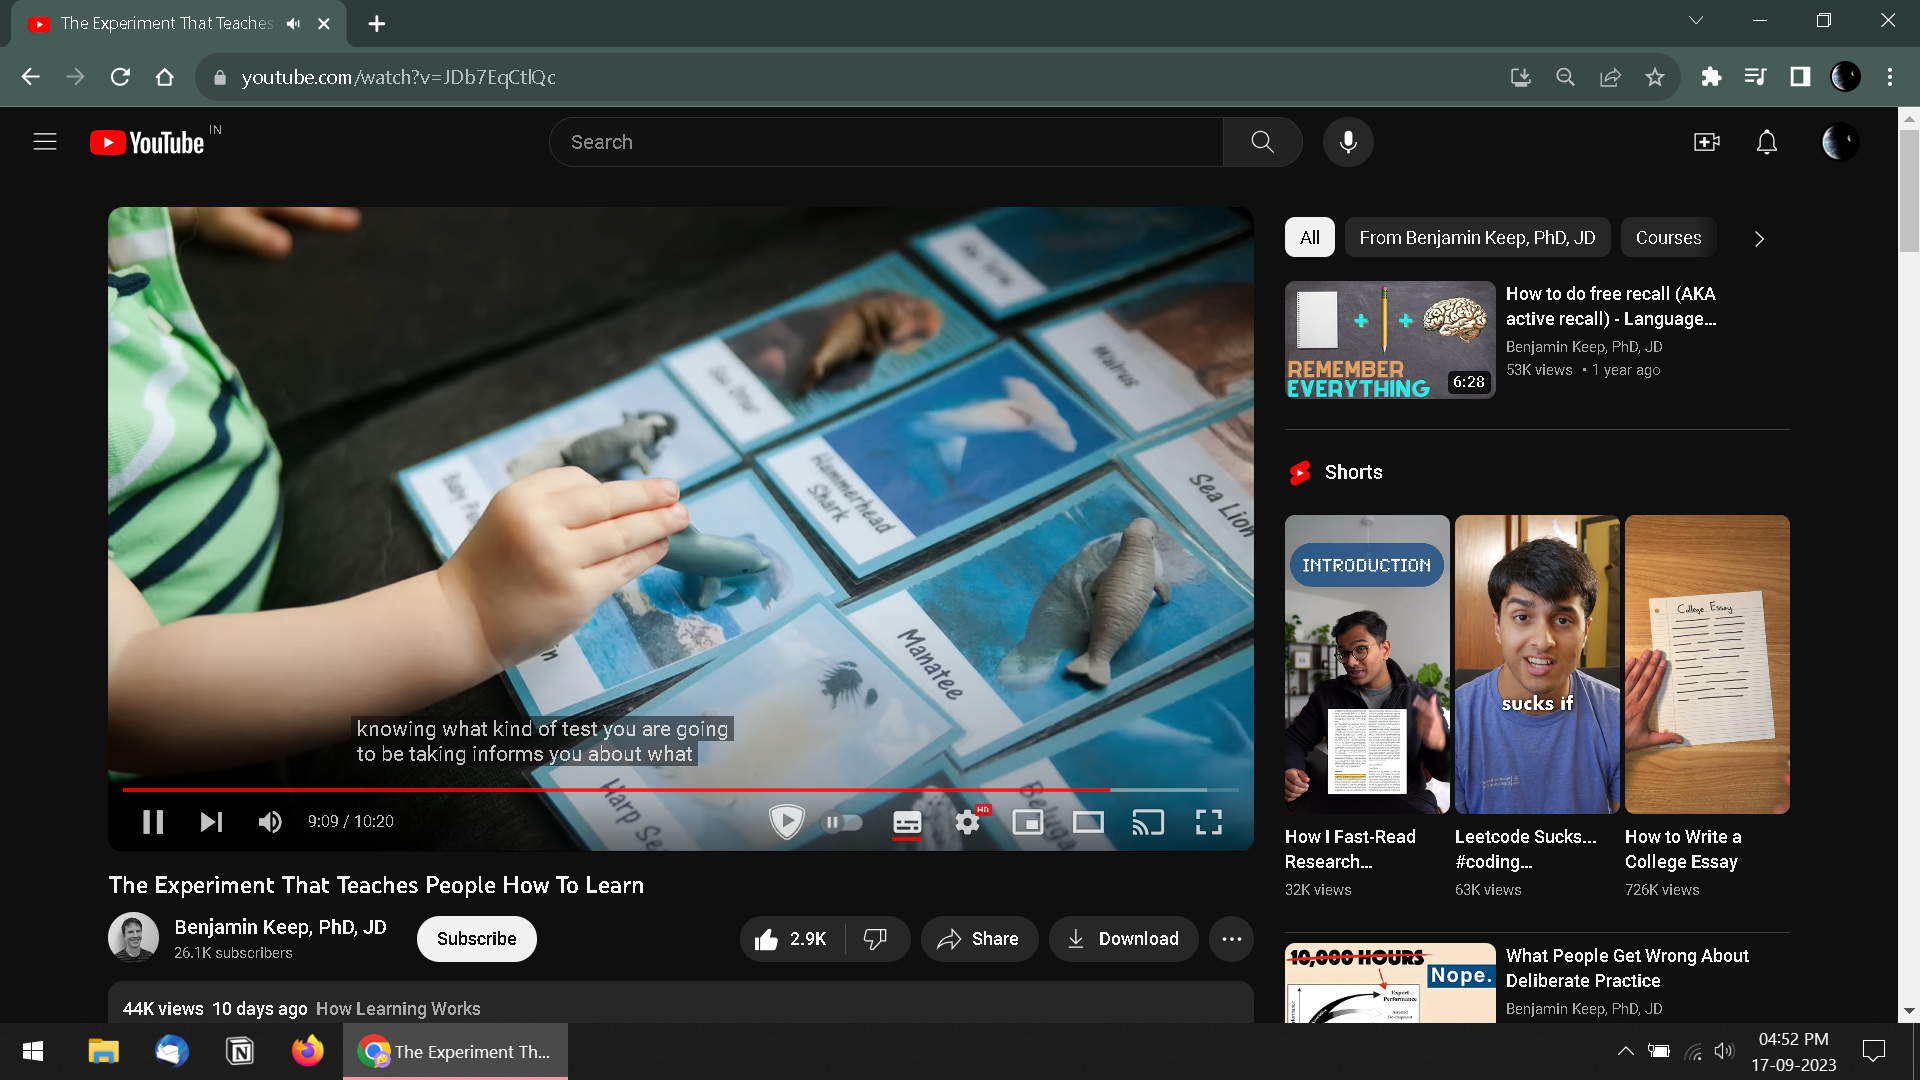 The Experiment That Teaches
youtube.com/watch?v=JDb7EqCtlQc
YouTube IN
Search
All
From Benjamin Keep, PhD, JD
Courses
Walrus
Hammerhead
Shark
Sea Lion
Manatee
Harp Se
Beluga
knowing what kind of test you are going
to be taking informs you about what
9:09 / 10:20
HD
The Experiment That Teaches People How To Learn
Benjamin Keep, PhD, JD
26.1K subscribers
Subscribe
2.9K
Share
Download
44K views 10 days ago How Learning Works
REMEMBER
EVERYTHING
6:28
How to do free recall (AKA
active recall) - Language...
Benjamin Keep, PhD, JD
53K views • 1 year ago
Shorts
INTRODUCTION
sucks if
College Essay
How I Fast-Read
Research...
32K views
Leetcode Sucks...
#coding...
63K views
How to Write a
College Essay
726K views
10,000 HOURS
Nope.
Expert
Performance
What People Get Wrong About
Deliberate Practice
Benjamin Keep, PhD, JD
The Experiment Th...
04:52 PM
17-09-2023